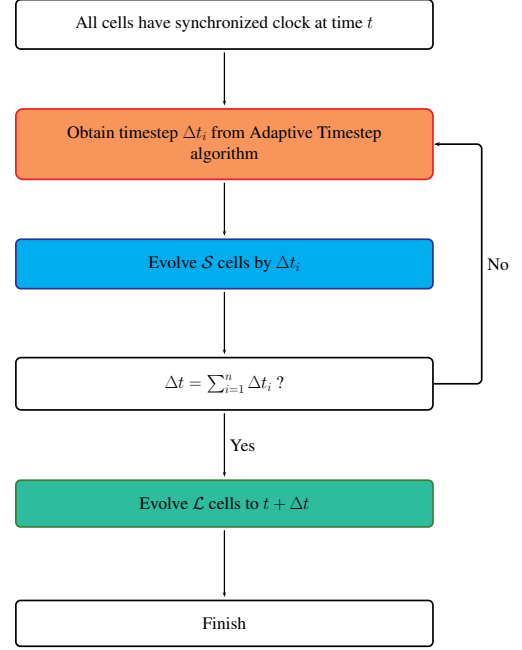 All cells have synchronized clock at time t
Obtain timestep Δt_i from Adaptive Timestep
algorithm
Evolve 𝒮 cells by Δt_i
No
Δt = ∑_{i=1}^{n} Δt_i ?
Yes
Evolve ℒ cells to t + Δt
Finish